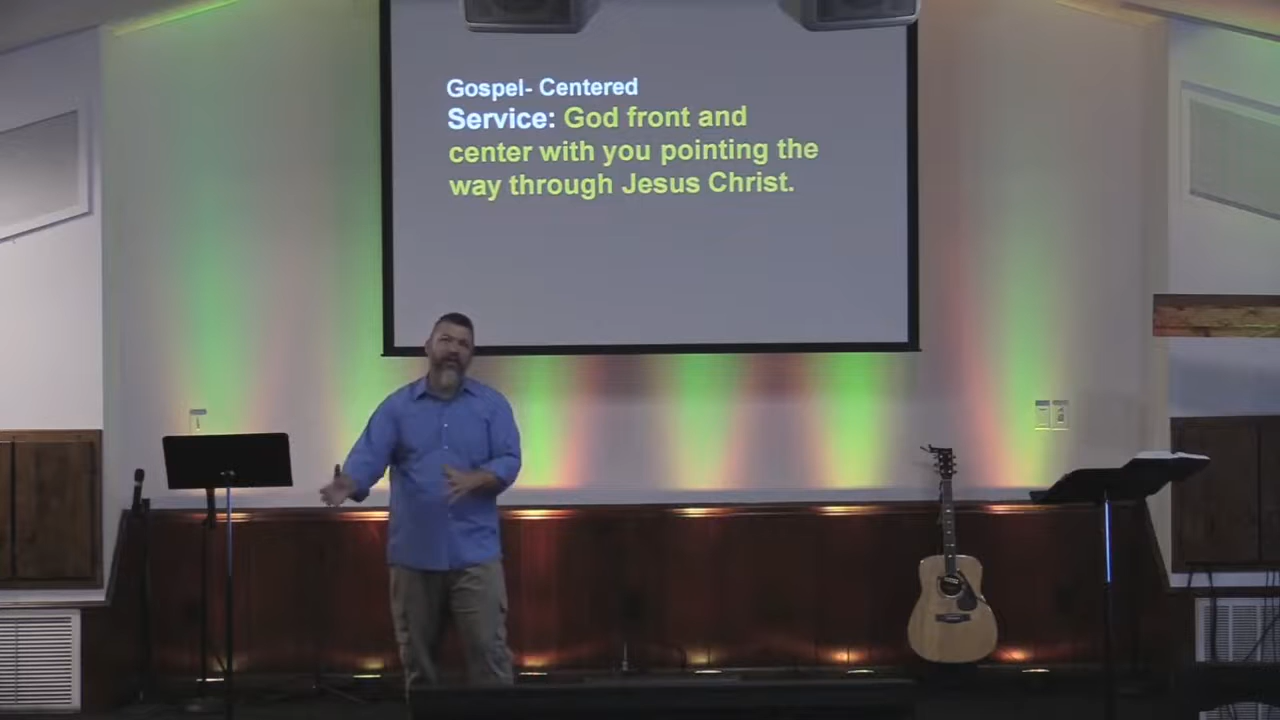 Gospel- Centered
Service: God front and
center with you pointing the
way through Jesus Christ.